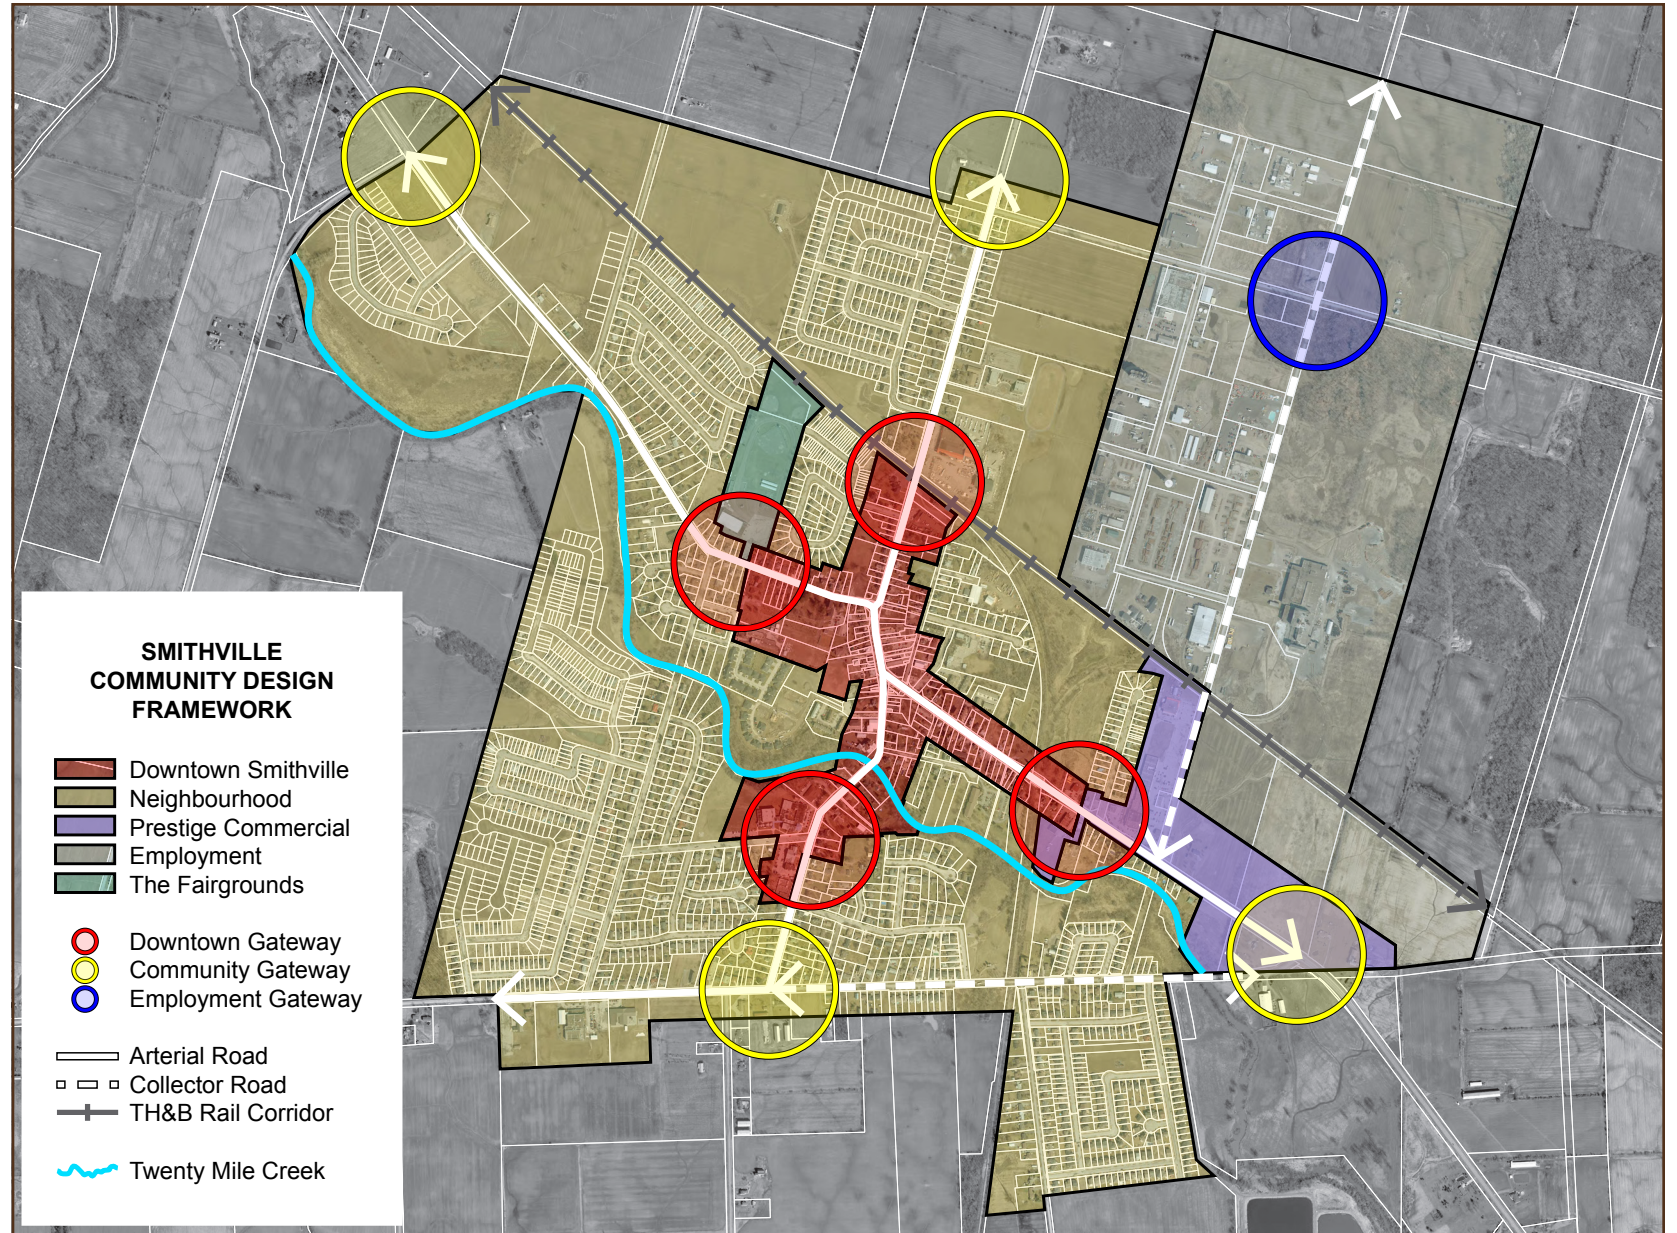 SMITHVILLE
COMMUNITY DESIGN
FRAMEWORK
Downtown Smithville
Neighbourhood
Prestige Commercial
Employment
The Fairgrounds
Downtown Gateway
Community Gateway
Employment Gateway
Arterial Road
Collector Road
TH&B Rail Corridor
Twenty Mile Creek